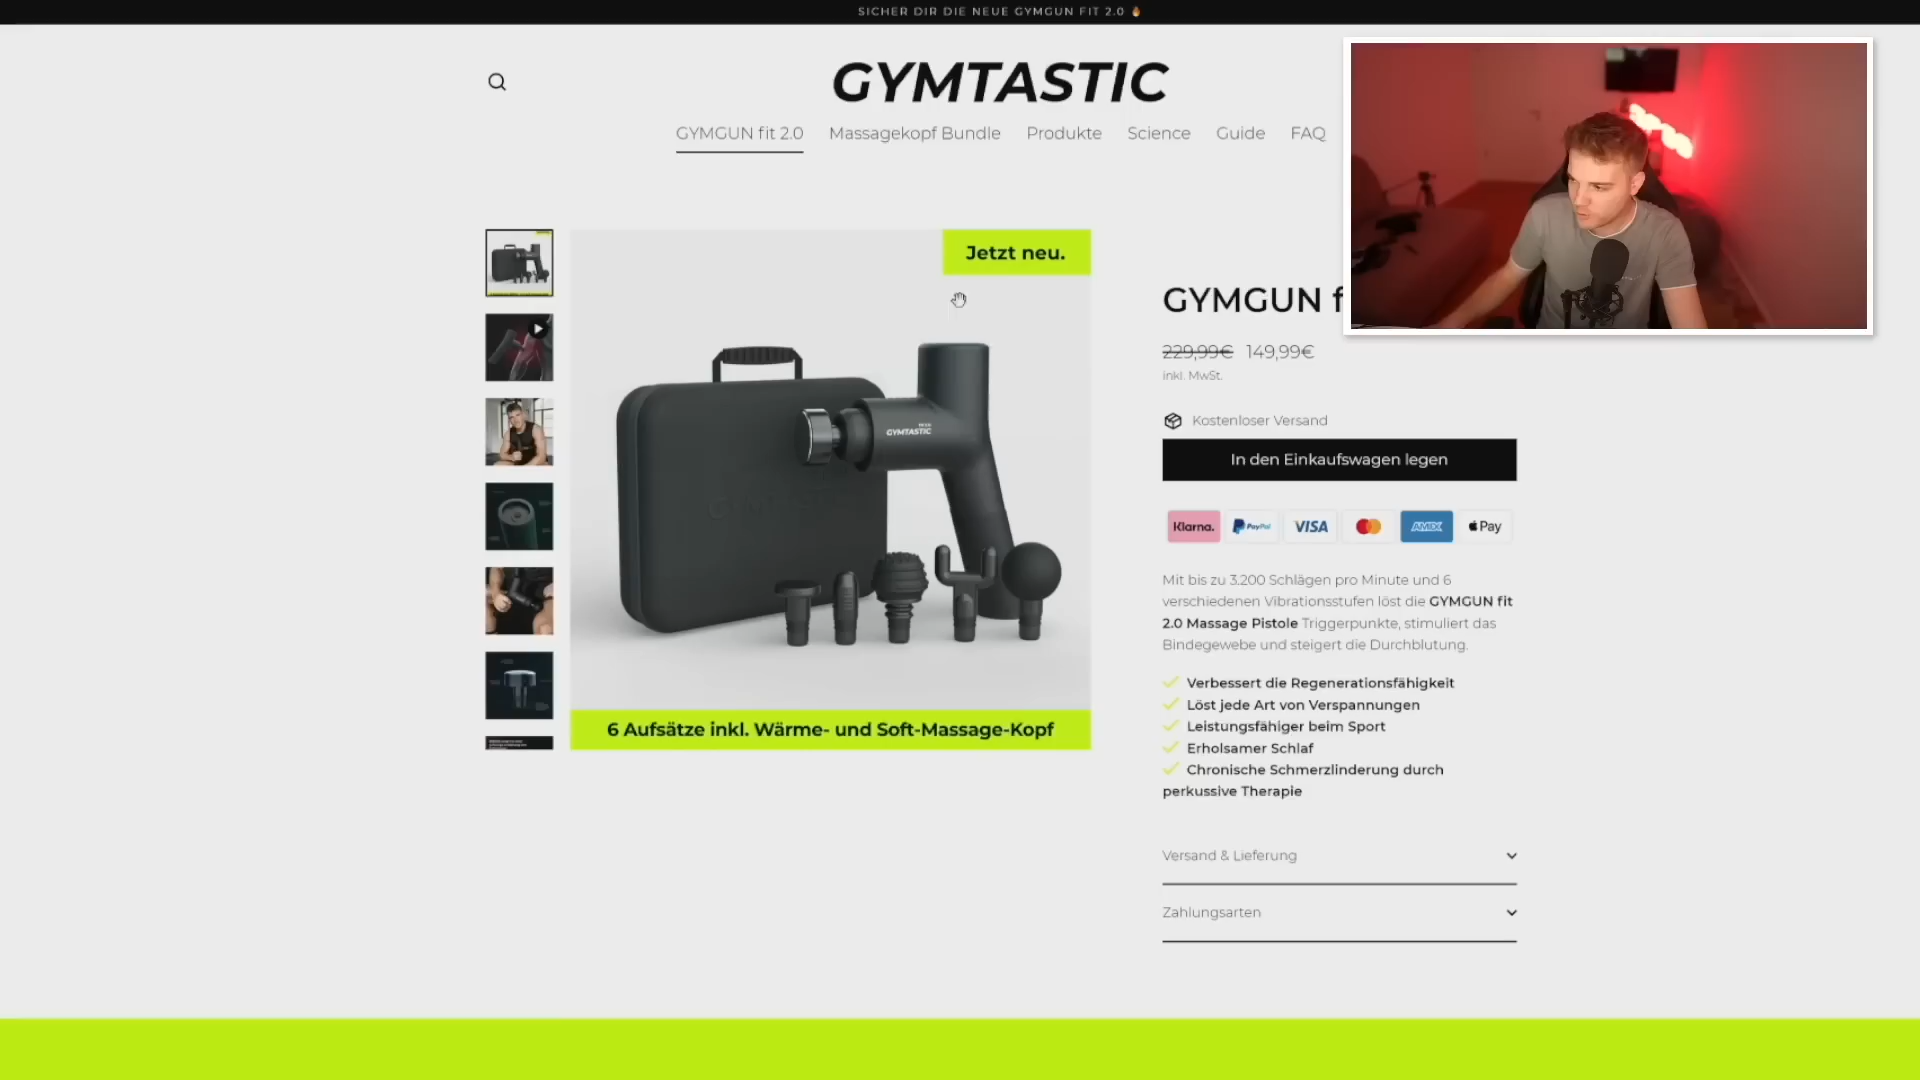 SICHER DIR DIE NEUE GYMGUN FIT 2.0
GYMTASTIC
GYMGUN fit 2.0 Massagekopf Bundle Produkte Science Guide FAQ
Jetzt neu.
GYMTASTIC
6 Aufsätze inkl. Wärme- und Soft-Massage-Kopf
GYMGUN f
229,99€ 149,99€
inkl. MwSt.
Kostenloser Versand
In den Einkaufswagen legen
Klarna. PayPal VISA AMEX Pay
Mit bis zu 3.200 Schlägen pro Minute und 6
verschiedenen Vibrationsstufen löst die GYMGUN fit
2.0 Massage Pistole Triggerpunkte, stimuliert das
Bindegewebe und steigert die Durchblutung.
Verbessert die Regenerationsfähigkeit
Löst jede Art von Verspannungen
Leistungsfähiger beim Sport
Erholsamer Schlaf
Chronische Schmerzlinderung durch
perkussive Therapie
Versand & Lieferung
Zahlungsarten